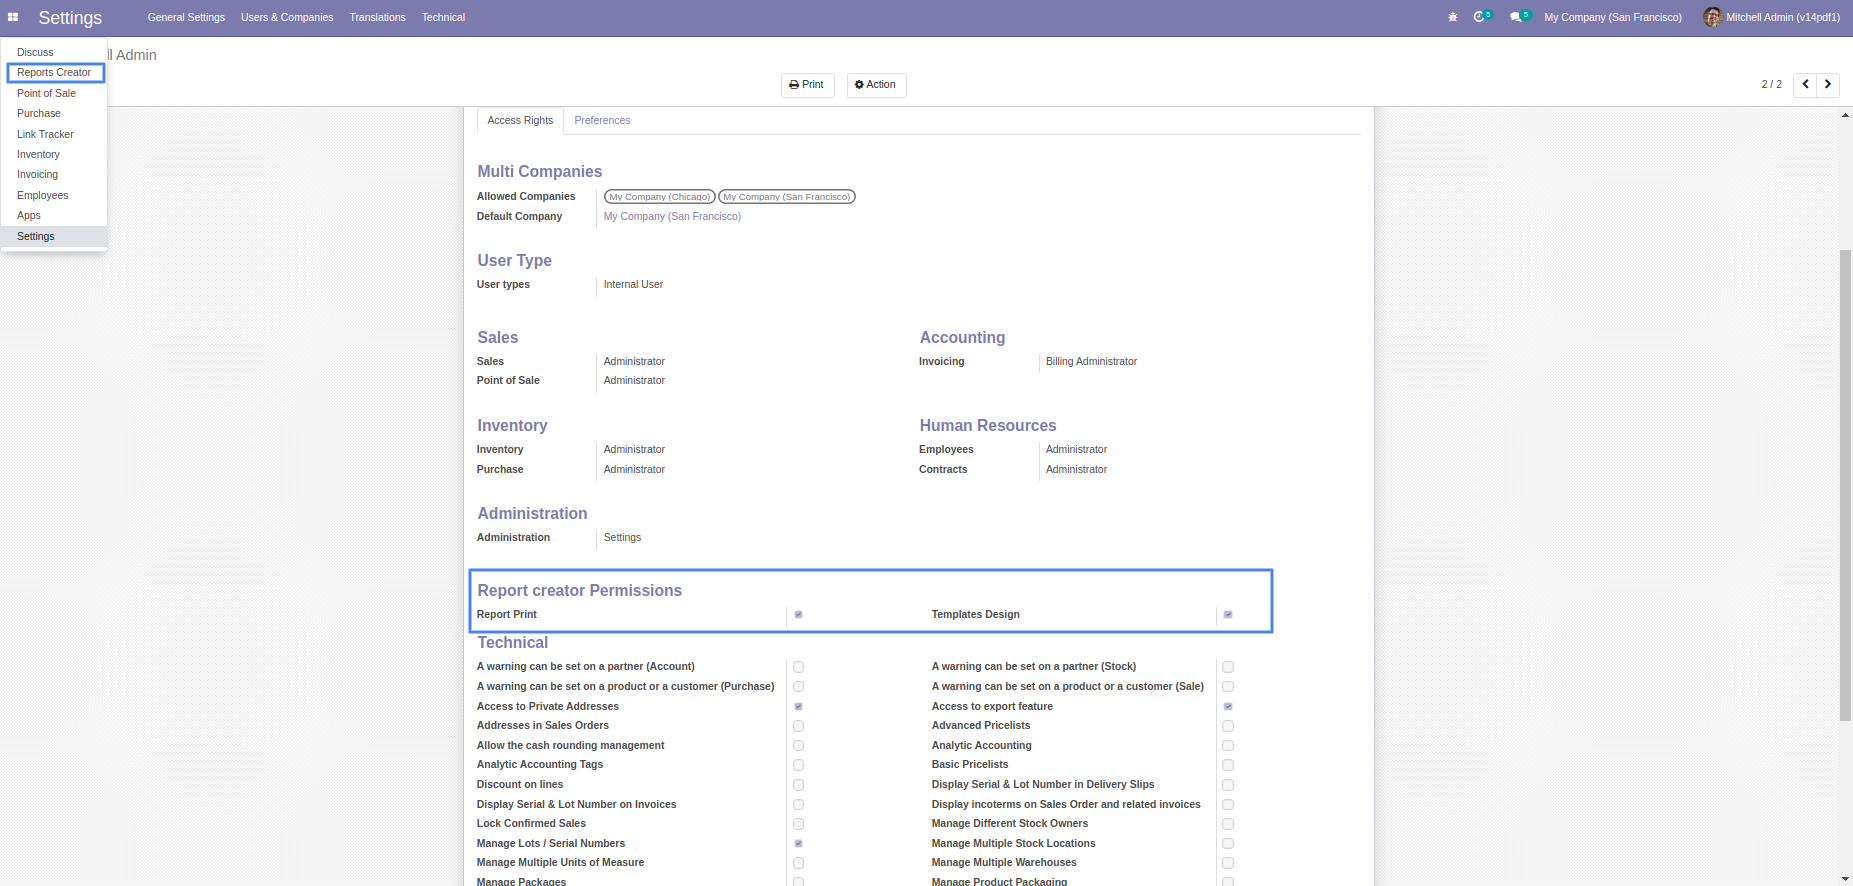 Settings General Settings Users & Companies Translations Technical 5 5 My Company (San Francisco) Mitchell Admin (v14pdf1)
Discuss
ll Admin
Reports Creator
Print Action 2 / 2
Point of Sale
Purchase
Link Tracker
Inventory
Invoicing
Employees
Apps
Settings
Access Rights Preferences
Multi Companies
Allowed Companies My Company (Chicago) My Company (San Francisco)
Default Company My Company (San Francisco)
User Type
User types Internal User
Sales Accounting
Sales Administrator Invoicing Billing Administrator
Point of Sale Administrator
Inventory Human Resources
Inventory Administrator Employees Administrator
Purchase Administrator Contracts Administrator
Administration
Administration Settings
Report creator Permissions
Report Print Templates Design
Technical
A warning can be set on a partner (Account) A warning can be set on a partner (Stock)
A warning can be set on a product or a customer (Purchase) A warning can be set on a product or a customer (Sale)
Access to Private Addresses Access to export feature
Addresses in Sales Orders Advanced Pricelists
Allow the cash rounding management Analytic Accounting
Analytic Accounting Tags Basic Pricelists
Discount on lines Display Serial & Lot Number in Delivery Slips
Display Serial & Lot Number on Invoices Display incoterms on Sales Order and related invoices
Lock Confirmed Sales Manage Different Stock Owners
Manage Lots / Serial Numbers Manage Multiple Stock Locations
Manage Multiple Units of Measure Manage Multiple Warehouses
Manage Packages Manage Product Packaging